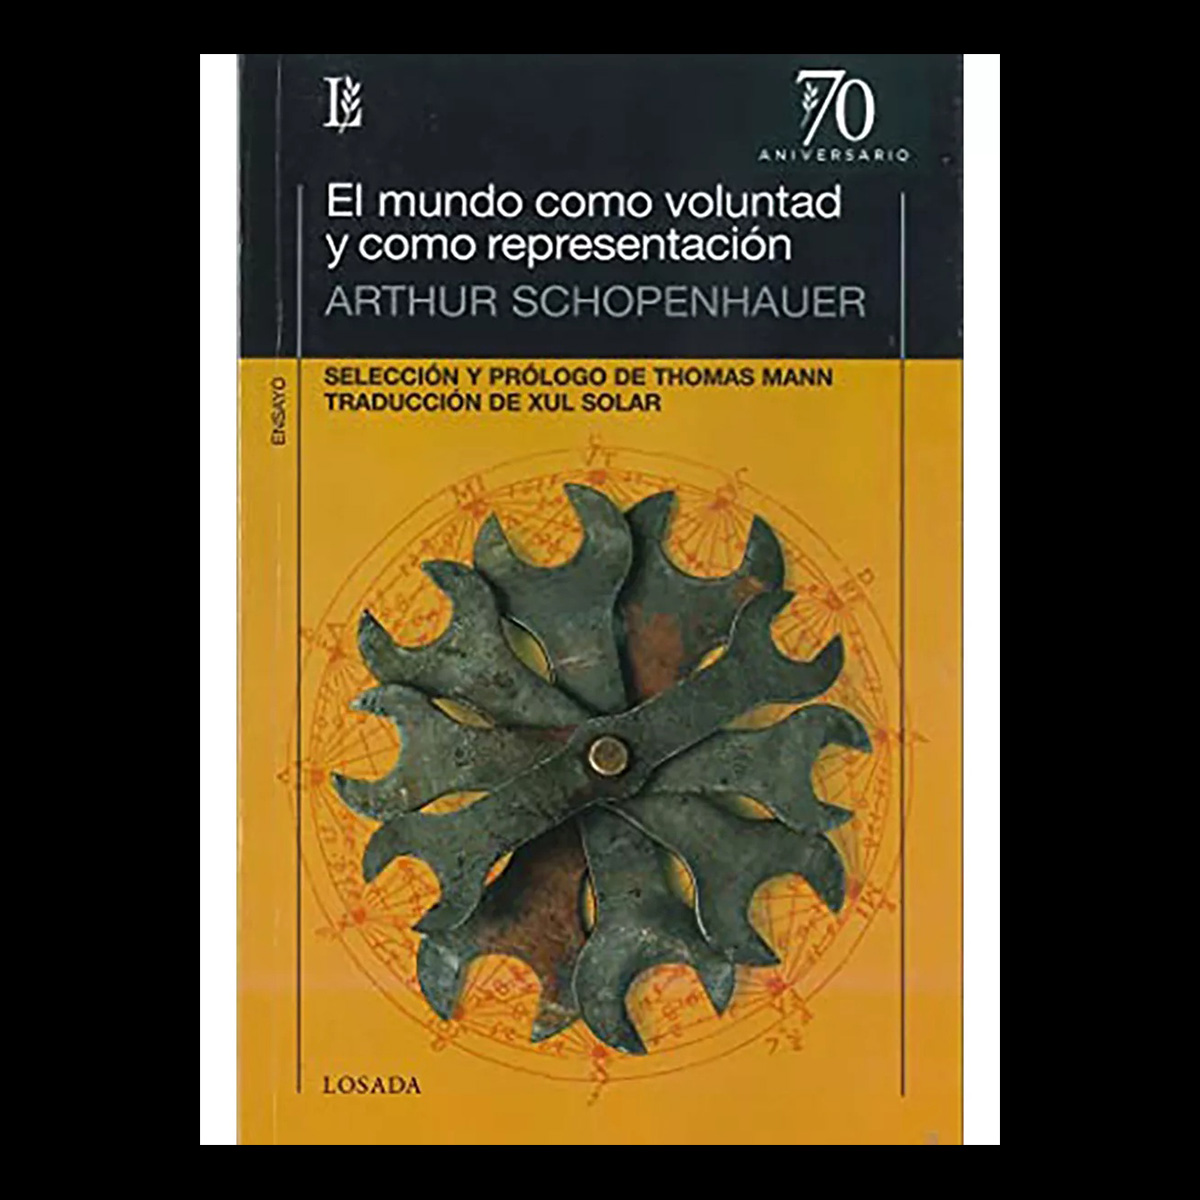 70
ANIVERSARIO
El mundo como voluntad
y como representación
ARTHUR SCHOPENHAUER
SELECCIÓN Y PRÓLOGO DE THOMAS MANN
TRADUCCIÓN DE XUL SOLAR
ENSAYO
LOSADA